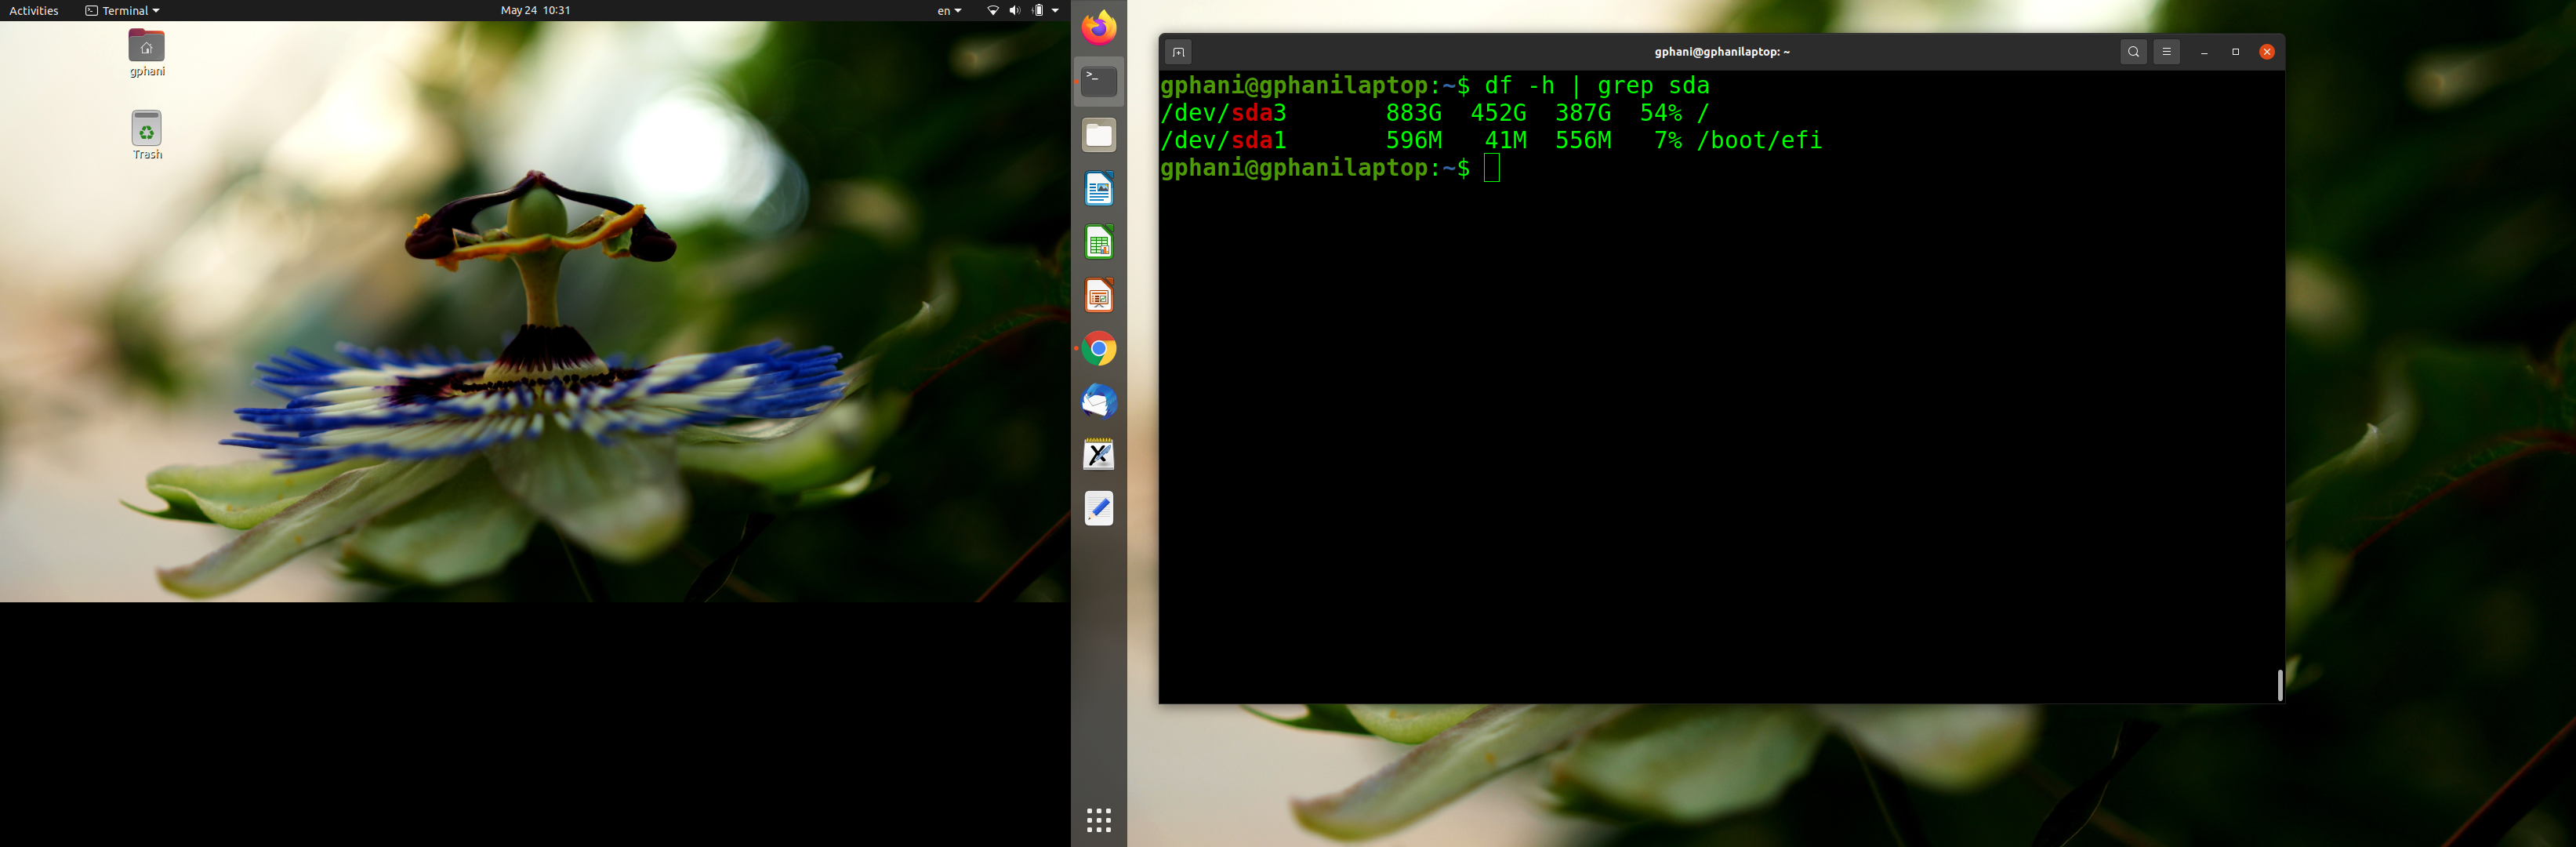 Activities Terminal May 24 10:31 en
gphani
Trash
gphani@gphanilaptop: ~
gphani@gphanilaptop:~$ df -h | grep sda
/dev/sda3 883G 452G 387G 54% /
/dev/sda1 596M 41M 556M 7% /boot/efi
gphani@gphanilaptop:~$